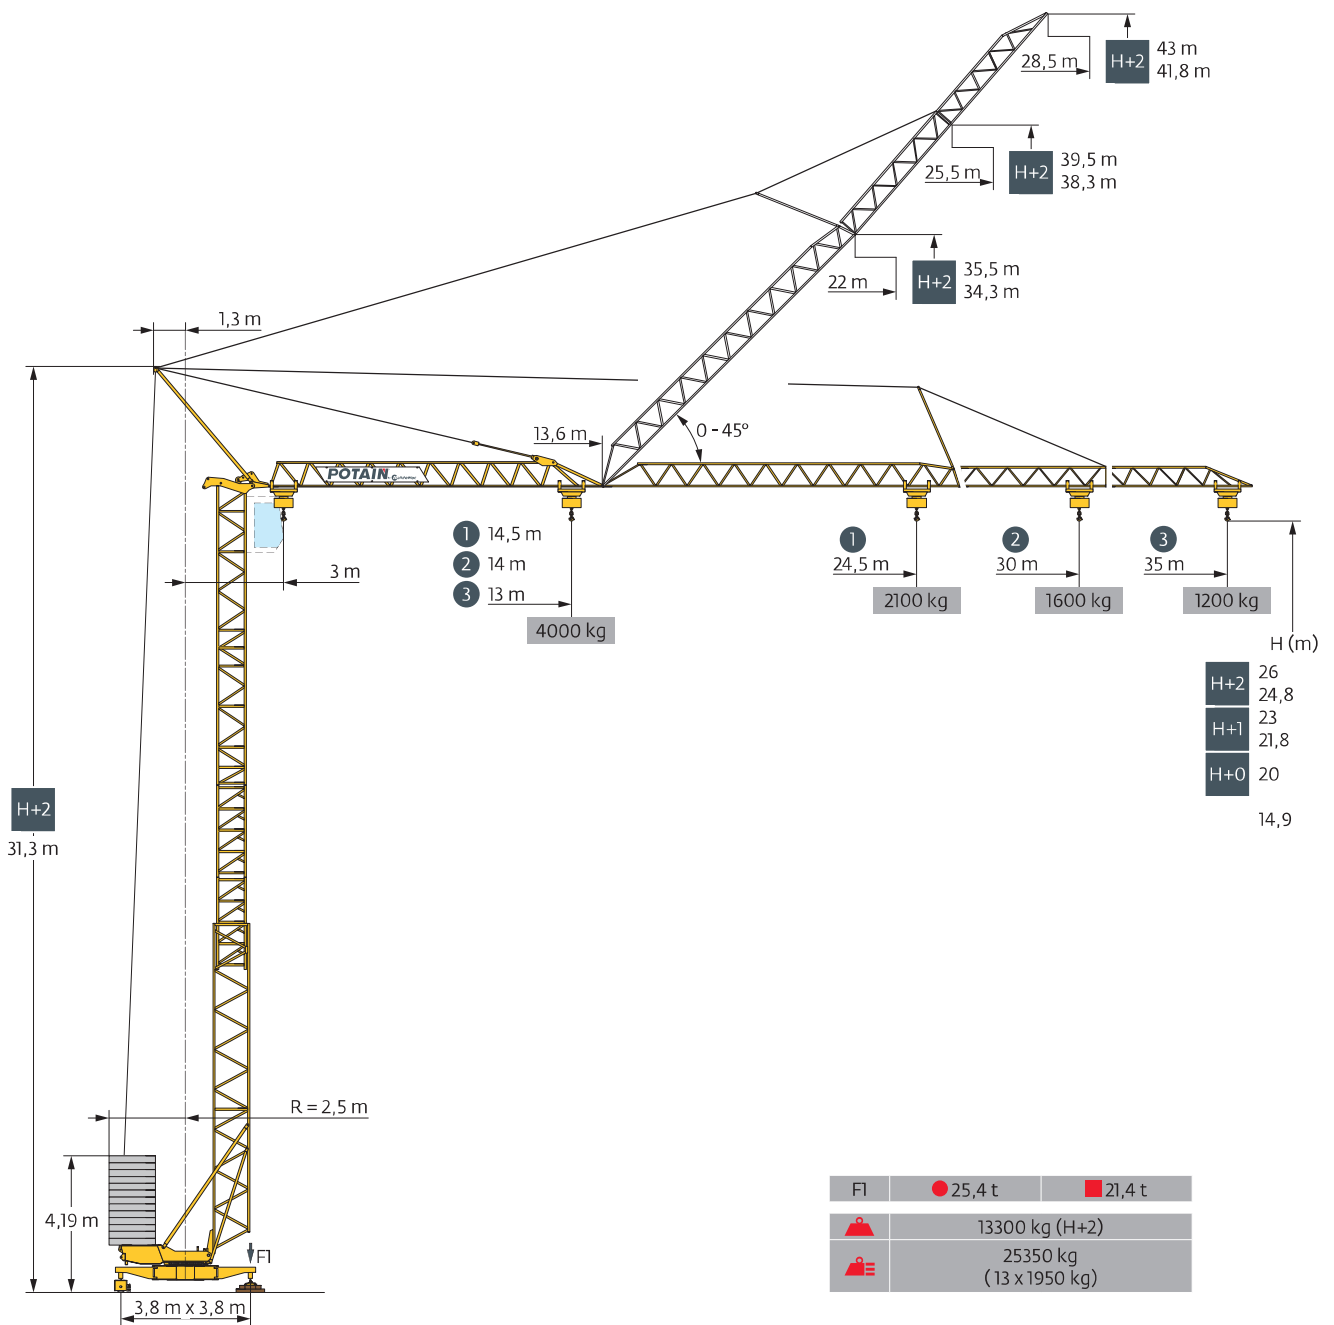 43 m
H+2
28,5 m
41,8 m
39,5 m
H+2
25,5 m
38,3 m
35,5 m
H+2
22 m
34,3 m
1,3 m
13,6 m
0 - 45°
POTAIN
1 14,5 m
2 14 m
3 13 m
4000 kg
3 m
1
24,5 m
2100 kg
2
30 m
1600 kg
3
35 m
1200 kg
H (m)
H+2 26
24,8
H+1 23
21,8
H+0 20
14,9
H+2
31,3 m
R = 2,5 m
4,19 m
F1
3,8 m x 3,8 m
F1 25,4 t 21,4 t
13300 kg (H+2)
25350 kg
( 13 x 1950 kg)